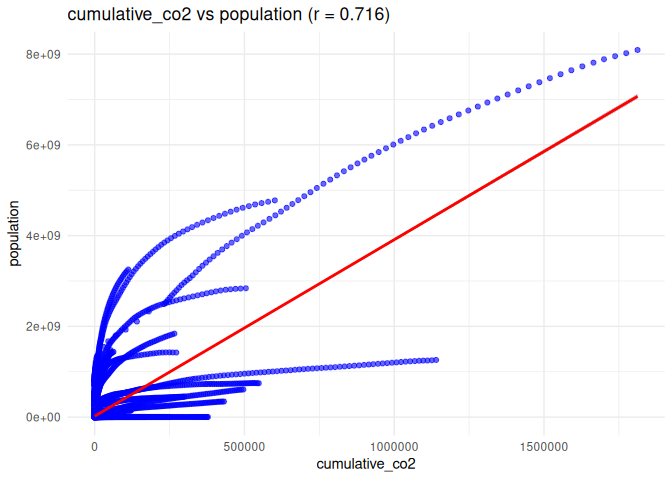 cumulative_co2 vs population (r = 0.716)
8e+09
6e+09
4e+09
2e+09
0e+00
population
0 500000 1000000 1500000
cumulative_co2